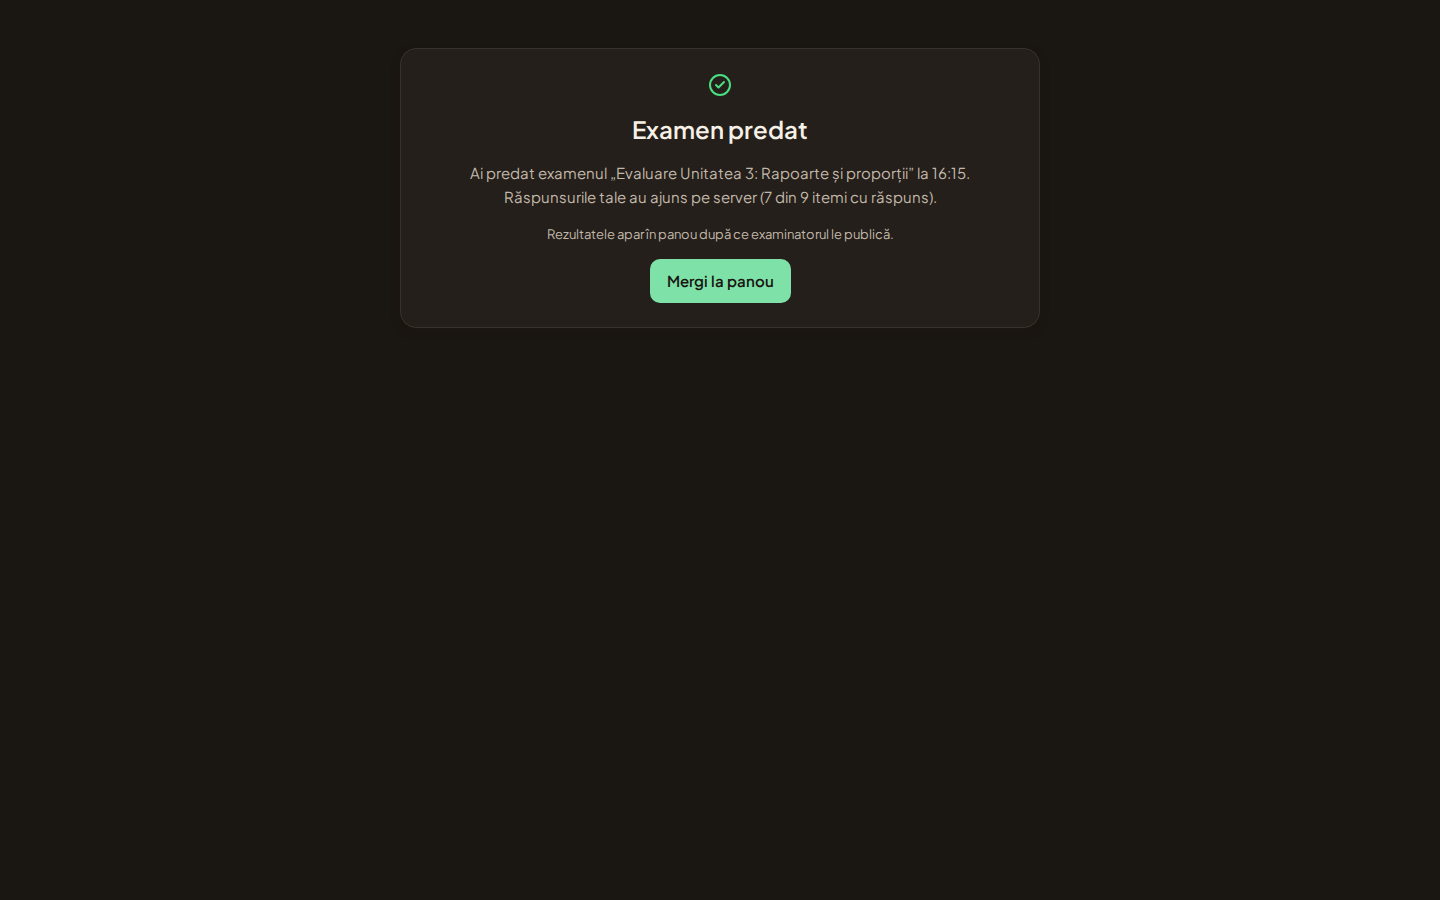 Examen predat
Ai predat examenul „Evaluare Unitatea 3: Rapoarte și proporții” la 16:15.
Răspunsurile tale au ajuns pe server (7 din 9 itemi cu răspuns).
Rezultatele apar în panou după ce examinatorul le publică.
Mergi la panou